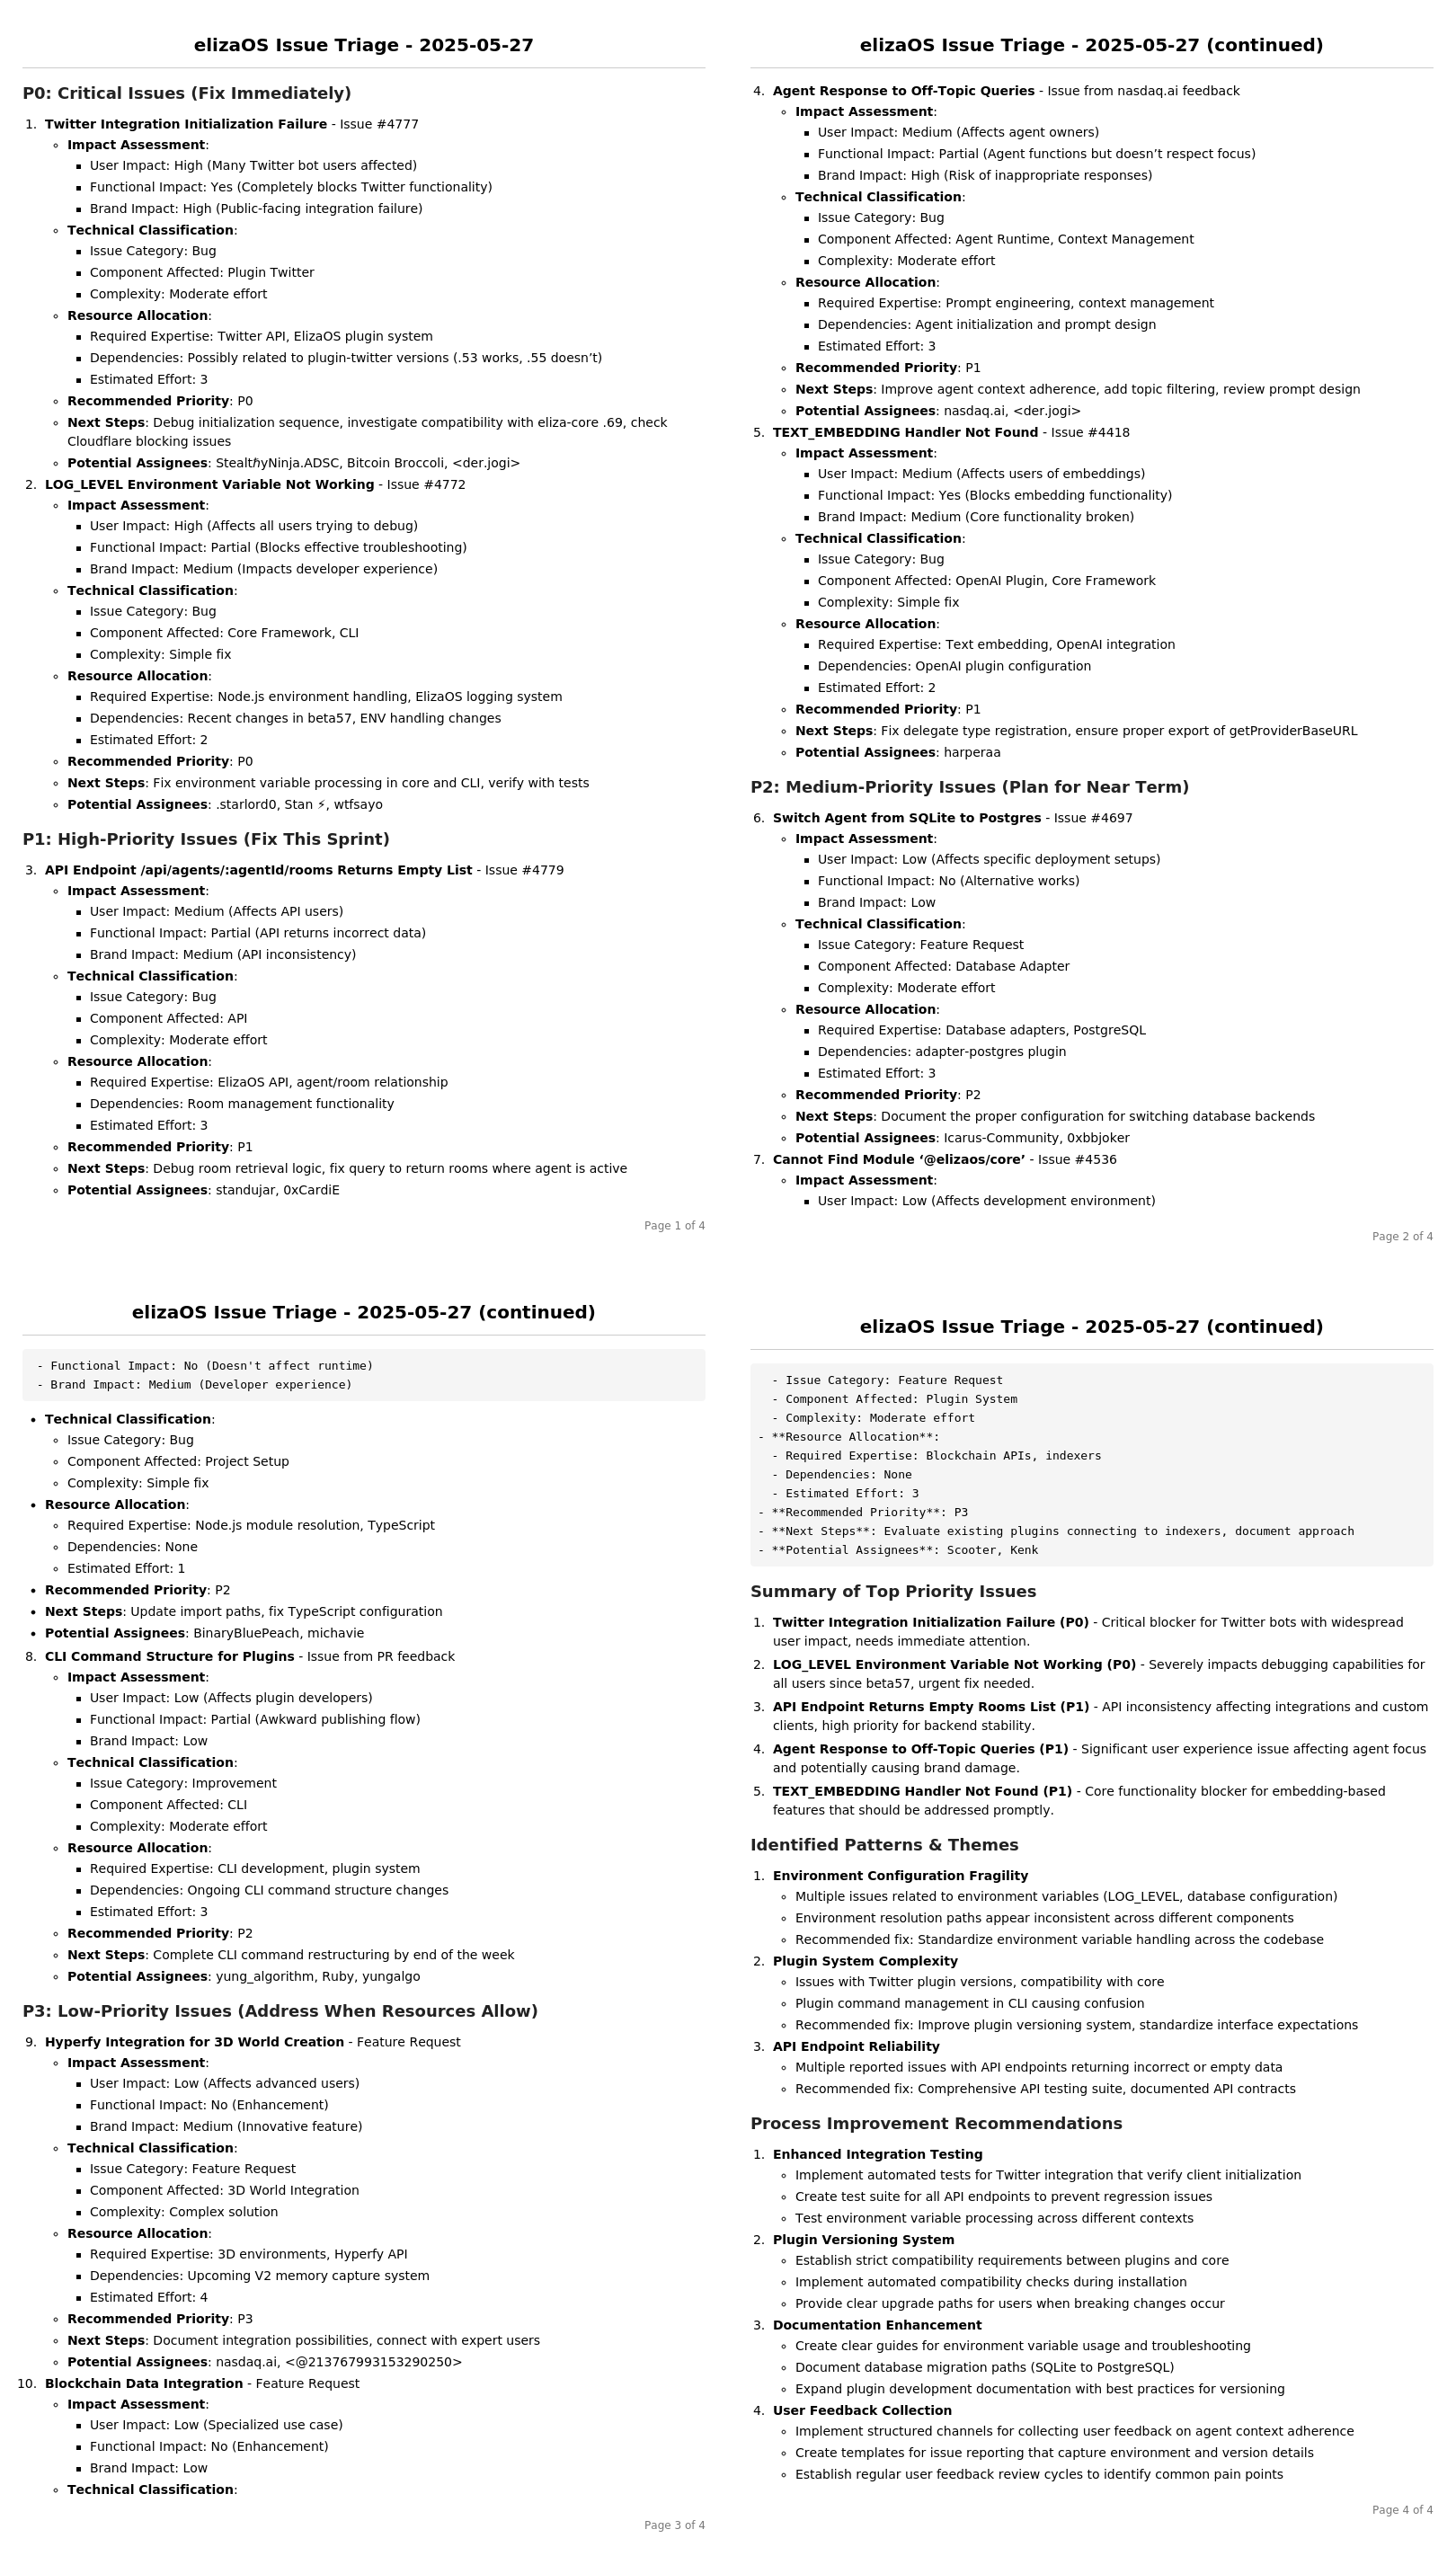 elizaOS Issue Triage - 2025-05-27
P0: Critical Issues (Fix Immediately)
1. Twitter Integration Initialization Failure - Issue #4777
◦ Impact Assessment:
▪ User Impact: High (Many Twitter bot users affected)
▪ Functional Impact: Yes (Completely blocks Twitter functionality)
▪ Brand Impact: High (Public-facing integration failure)
◦ Technical Classification:
▪ Issue Category: Bug
▪ Component Affected: Plugin Twitter
▪ Complexity: Moderate effort
◦ Resource Allocation:
▪ Required Expertise: Twitter API, ElizaOS plugin system
▪ Dependencies: Possibly related to plugin-twitter versions (.53 works, .55 doesn’t)
▪ Estimated Effort: 3
◦ Recommended Priority: P0
◦ Next Steps: Debug initialization sequence, investigate compatibility with eliza-core .69, check
Cloudflare blocking issues
◦ Potential Assignees: StealtℏyNinja.ADSC, Bitcoin Broccoli, <der.jogi>
2. LOG_LEVEL Environment Variable Not Working - Issue #4772
◦ Impact Assessment:
▪ User Impact: High (Affects all users trying to debug)
▪ Functional Impact: Partial (Blocks effective troubleshooting)
▪ Brand Impact: Medium (Impacts developer experience)
◦ Technical Classification:
▪ Issue Category: Bug
▪ Component Affected: Core Framework, CLI
▪ Complexity: Simple fix
◦ Resource Allocation:
▪ Required Expertise: Node.js environment handling, ElizaOS logging system
▪ Dependencies: Recent changes in beta57, ENV handling changes
▪ Estimated Effort: 2
◦ Recommended Priority: P0
◦ Next Steps: Fix environment variable processing in core and CLI, verify with tests
◦ Potential Assignees: .starlord0, Stan ⚡, wtfsayo
P1: High-Priority Issues (Fix This Sprint)
3. API Endpoint /api/agents/:agentId/rooms Returns Empty List - Issue #4779
◦ Impact Assessment:
▪ User Impact: Medium (Affects API users)
▪ Functional Impact: Partial (API returns incorrect data)
▪ Brand Impact: Medium (API inconsistency)
◦ Technical Classification:
▪ Issue Category: Bug
▪ Component Affected: API
▪ Complexity: Moderate effort
◦ Resource Allocation:
▪ Required Expertise: ElizaOS API, agent/room relationship
▪ Dependencies: Room management functionality
▪ Estimated Effort: 3
◦ Recommended Priority: P1
◦ Next Steps: Debug room retrieval logic, fix query to return rooms where agent is active
◦ Potential Assignees: standujar, 0xCardiE
Page 1 of 4
elizaOS Issue Triage - 2025-05-27 (continued)
4. Agent Response to Off-Topic Queries - Issue from nasdaq.ai feedback
◦ Impact Assessment:
▪ User Impact: Medium (Affects agent owners)
▪ Functional Impact: Partial (Agent functions but doesn’t respect focus)
▪ Brand Impact: High (Risk of inappropriate responses)
◦ Technical Classification:
▪ Issue Category: Bug
▪ Component Affected: Agent Runtime, Context Management
▪ Complexity: Moderate effort
◦ Resource Allocation:
▪ Required Expertise: Prompt engineering, context management
▪ Dependencies: Agent initialization and prompt design
▪ Estimated Effort: 3
◦ Recommended Priority: P1
◦ Next Steps: Improve agent context adherence, add topic filtering, review prompt design
◦ Potential Assignees: nasdaq.ai, <der.jogi>
5. TEXT_EMBEDDING Handler Not Found - Issue #4418
◦ Impact Assessment:
▪ User Impact: Medium (Affects users of embeddings)
▪ Functional Impact: Yes (Blocks embedding functionality)
▪ Brand Impact: Medium (Core functionality broken)
◦ Technical Classification:
▪ Issue Category: Bug
▪ Component Affected: OpenAI Plugin, Core Framework
▪ Complexity: Simple fix
◦ Resource Allocation:
▪ Required Expertise: Text embedding, OpenAI integration
▪ Dependencies: OpenAI plugin configuration
▪ Estimated Effort: 2
◦ Recommended Priority: P1
◦ Next Steps: Fix delegate type registration, ensure proper export of getProviderBaseURL
◦ Potential Assignees: harperaa
P2: Medium-Priority Issues (Plan for Near Term)
6. Switch Agent from SQLite to Postgres - Issue #4697
◦ Impact Assessment:
▪ User Impact: Low (Affects specific deployment setups)
▪ Functional Impact: No (Alternative works)
▪ Brand Impact: Low
◦ Technical Classification:
▪ Issue Category: Feature Request
▪ Component Affected: Database Adapter
▪ Complexity: Moderate effort
◦ Resource Allocation:
▪ Required Expertise: Database adapters, PostgreSQL
▪ Dependencies: adapter-postgres plugin
▪ Estimated Effort: 3
◦ Recommended Priority: P2
◦ Next Steps: Document the proper configuration for switching database backends
◦ Potential Assignees: Icarus-Community, 0xbbjoker
7. Cannot Find Module ‘@elizaos/core’ - Issue #4536
◦ Impact Assessment:
▪ User Impact: Low (Affects development environment)
Page 2 of 4
elizaOS Issue Triage - 2025-05-27 (continued)
- Functional Impact: No (Doesn't affect runtime)
- Brand Impact: Medium (Developer experience)
• Technical Classification:
◦ Issue Category: Bug
◦ Component Affected: Project Setup
◦ Complexity: Simple fix
• Resource Allocation:
◦ Required Expertise: Node.js module resolution, TypeScript
◦ Dependencies: None
◦ Estimated Effort: 1
• Recommended Priority: P2
• Next Steps: Update import paths, fix TypeScript configuration
• Potential Assignees: BinaryBluePeach, michavie
8. CLI Command Structure for Plugins - Issue from PR feedback
◦ Impact Assessment:
▪ User Impact: Low (Affects plugin developers)
▪ Functional Impact: Partial (Awkward publishing flow)
▪ Brand Impact: Low
◦ Technical Classification:
▪ Issue Category: Improvement
▪ Component Affected: CLI
▪ Complexity: Moderate effort
◦ Resource Allocation:
▪ Required Expertise: CLI development, plugin system
▪ Dependencies: Ongoing CLI command structure changes
▪ Estimated Effort: 3
◦ Recommended Priority: P2
◦ Next Steps: Complete CLI command restructuring by end of the week
◦ Potential Assignees: yung_algorithm, Ruby, yungalgo
P3: Low-Priority Issues (Address When Resources Allow)
9. Hyperfy Integration for 3D World Creation - Feature Request
◦ Impact Assessment:
▪ User Impact: Low (Affects advanced users)
▪ Functional Impact: No (Enhancement)
▪ Brand Impact: Medium (Innovative feature)
◦ Technical Classification:
▪ Issue Category: Feature Request
▪ Component Affected: 3D World Integration
▪ Complexity: Complex solution
◦ Resource Allocation:
▪ Required Expertise: 3D environments, Hyperfy API
▪ Dependencies: Upcoming V2 memory capture system
▪ Estimated Effort: 4
◦ Recommended Priority: P3
◦ Next Steps: Document integration possibilities, connect with expert users
◦ Potential Assignees: nasdaq.ai, <@213767993153290250>
10. Blockchain Data Integration - Feature Request
◦ Impact Assessment:
▪ User Impact: Low (Specialized use case)
▪ Functional Impact: No (Enhancement)
▪ Brand Impact: Low
◦ Technical Classification:
Page 3 of 4
elizaOS Issue Triage - 2025-05-27 (continued)
- Issue Category: Feature Request
- Component Affected: Plugin System
- Complexity: Moderate effort
- **Resource Allocation**:
- Required Expertise: Blockchain APIs, indexers
- Dependencies: None
- Estimated Effort: 3
- **Recommended Priority**: P3
- **Next Steps**: Evaluate existing plugins connecting to indexers, document approach
- **Potential Assignees**: Scooter, Kenk
Summary of Top Priority Issues
1. Twitter Integration Initialization Failure (P0) - Critical blocker for Twitter bots with widespread
user impact, needs immediate attention.
2. LOG_LEVEL Environment Variable Not Working (P0) - Severely impacts debugging capabilities for
all users since beta57, urgent fix needed.
3. API Endpoint Returns Empty Rooms List (P1) - API inconsistency affecting integrations and custom
clients, high priority for backend stability.
4. Agent Response to Off-Topic Queries (P1) - Significant user experience issue affecting agent focus
and potentially causing brand damage.
5. TEXT_EMBEDDING Handler Not Found (P1) - Core functionality blocker for embedding-based
features that should be addressed promptly.
Identified Patterns & Themes
1. Environment Configuration Fragility
◦ Multiple issues related to environment variables (LOG_LEVEL, database configuration)
◦ Environment resolution paths appear inconsistent across different components
◦ Recommended fix: Standardize environment variable handling across the codebase
2. Plugin System Complexity
◦ Issues with Twitter plugin versions, compatibility with core
◦ Plugin command management in CLI causing confusion
◦ Recommended fix: Improve plugin versioning system, standardize interface expectations
3. API Endpoint Reliability
◦ Multiple reported issues with API endpoints returning incorrect or empty data
◦ Recommended fix: Comprehensive API testing suite, documented API contracts
Process Improvement Recommendations
1. Enhanced Integration Testing
◦ Implement automated tests for Twitter integration that verify client initialization
◦ Create test suite for all API endpoints to prevent regression issues
◦ Test environment variable processing across different contexts
2. Plugin Versioning System
◦ Establish strict compatibility requirements between plugins and core
◦ Implement automated compatibility checks during installation
◦ Provide clear upgrade paths for users when breaking changes occur
3. Documentation Enhancement
◦ Create clear guides for environment variable usage and troubleshooting
◦ Document database migration paths (SQLite to PostgreSQL)
◦ Expand plugin development documentation with best practices for versioning
4. User Feedback Collection
◦ Implement structured channels for collecting user feedback on agent context adherence
◦ Create templates for issue reporting that capture environment and version details
◦ Establish regular user feedback review cycles to identify common pain points
Page 4 of 4